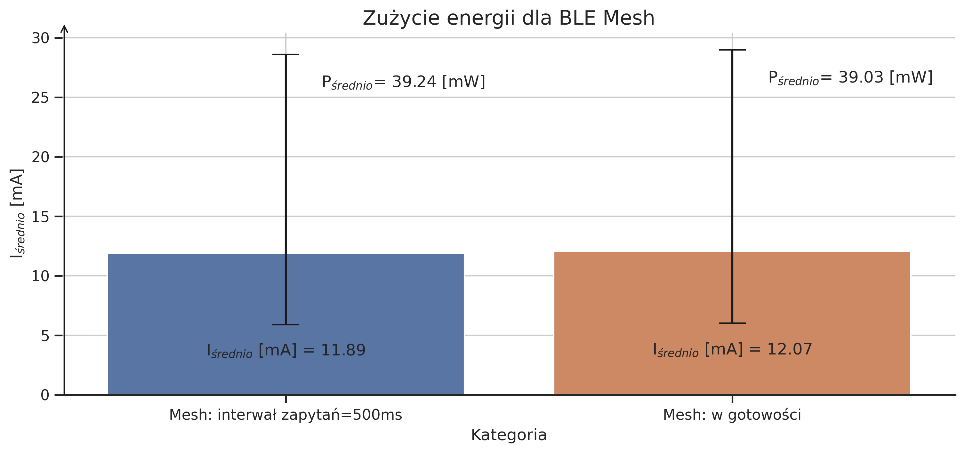 Zużycie energii dla BLE Mesh
30
25
20
15
10
5
0
Iśrednio [mA]
Pśrednio= 39.24 [mW]
Pśrednio= 39.03 [mW]
Iśrednio [mA] = 11.89
Iśrednio [mA] = 12.07
Mesh: interwał zapytań=500ms
Mesh: w gotowości
Kategoria